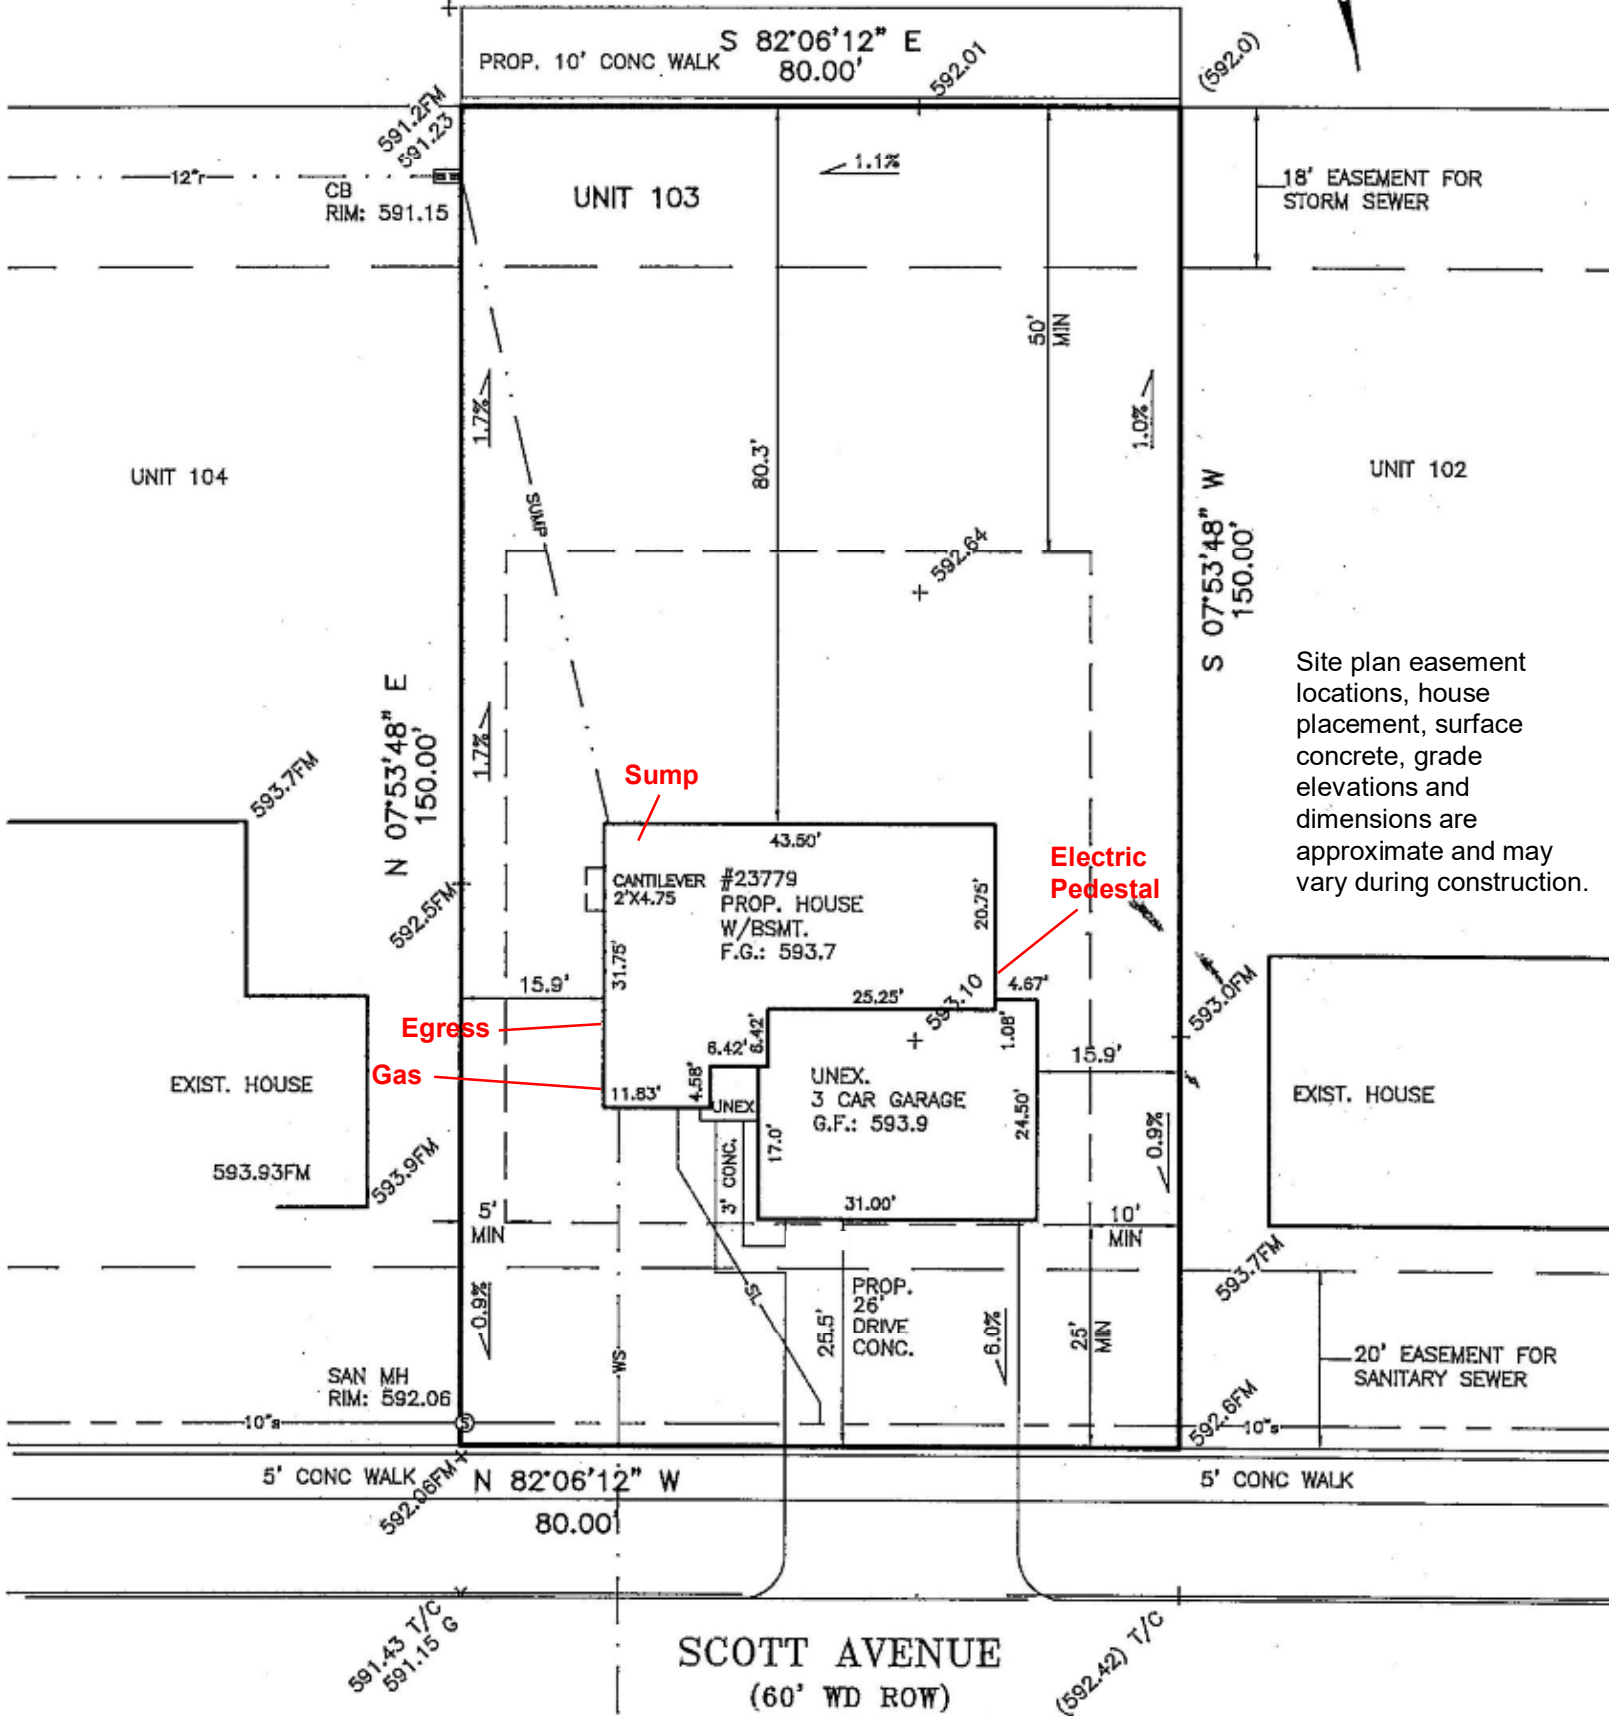 S 82°06'12" E
80.00'
PROP. 10' CONC WALK
592.01
(592.0)
591.2FM
591.23
12"r
CB
RIM: 591.15
UNIT 103
1.1%
18' EASEMENT FOR
STORM SEWER
50'
MIN
1.7%
1.0%
80.3'
UNIT 104
UNIT 102
SUMP
592.64
S 07°53'48" W
150.00'
N 07°53'48" E
150.00'
1.7%
Site plan easement
locations, house
placement, surface
concrete, grade
elevations and
dimensions are
approximate and may
vary during construction.
593.7FM
Sump
43.50'
Electric
Pedestal
CANTILEVER
2'X4.75
#23779
PROP. HOUSE
W/BSMT.
F.G.: 593.7
20.75'
592.5FM
31.75'
15.9'
25.25'
593.10
4.67'
593.0FM
Egress
1.08'
6.42'
6.42'
15.9'
Gas
11.83'
4.58'
UNEX.
UNEX.
3 CAR GARAGE
G.F.: 593.9
24.50'
EXIST. HOUSE
EXIST. HOUSE
17.0'
3' CONC.
0.9%
593.93FM
593.9FM
31.00'
5'
MIN
10'
MIN
593.7FM
0.9%
SL
PROP.
26'
DRIVE
CONC.
25.5'
6.0%
25'
MIN
WS
20' EASEMENT FOR
SANITARY SEWER
SAN MH
RIM: 592.06
S
10"s
592.6FM
10"s
5' CONC WALK
592.06FM
N 82°06'12" W
80.00'
5' CONC WALK
591.43 T/C
591.15 G
SCOTT AVENUE
(60' WD ROW)
(592.42) T/C